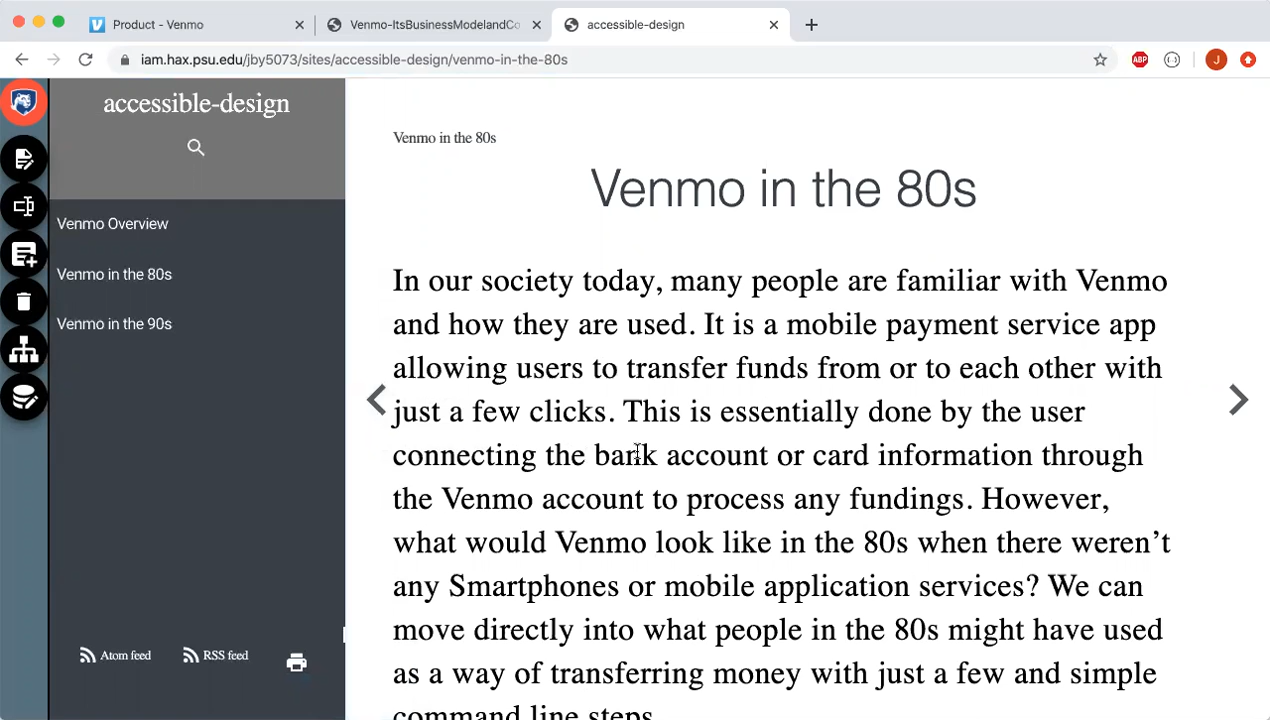 Product - Venmo
Venmo-ItsBusinessModelandCo
accessible-design
iam.hax.psu.edu/jby5073/sites/accessible-design/venmo-in-the-80s
ABP
J
accessible-design
Venmo Overview
Venmo in the 80s
Venmo in the 90s
Atom feed
RSS feed
Venmo in the 80s
Venmo in the 80s
In our society today, many people are familiar with Venmo
and how they are used. It is a mobile payment service app
allowing users to transfer funds from or to each other with
just a few clicks. This is essentially done by the user
connecting the bank account or card information through
the Venmo account to process any fundings. However,
what would Venmo look like in the 80s when there weren’t
any Smartphones or mobile application services? We can
move directly into what people in the 80s might have used
as a way of transferring money with just a few and simple
command line steps.